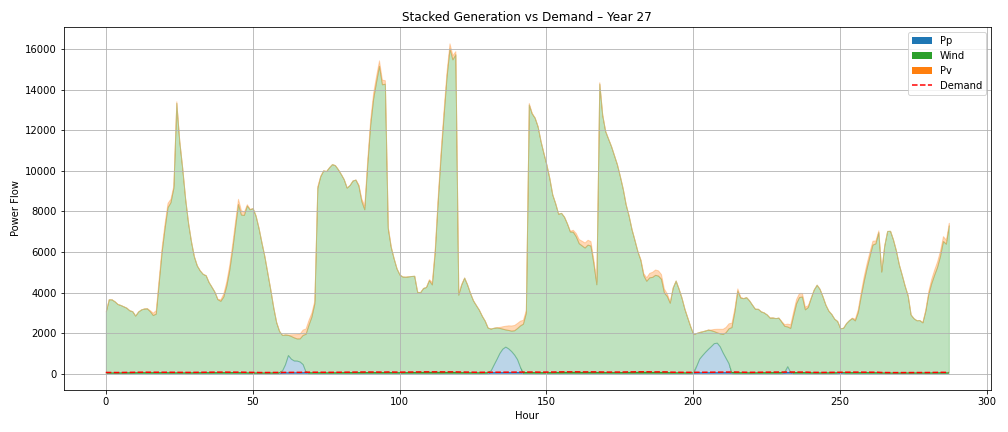 Stacked Generation vs Demand – Year 27
Pp
Wind
Pv
Demand
Power Flow
16000
14000
12000
10000
8000
6000
4000
2000
0
0 50 100 150 200 250 300
Hour